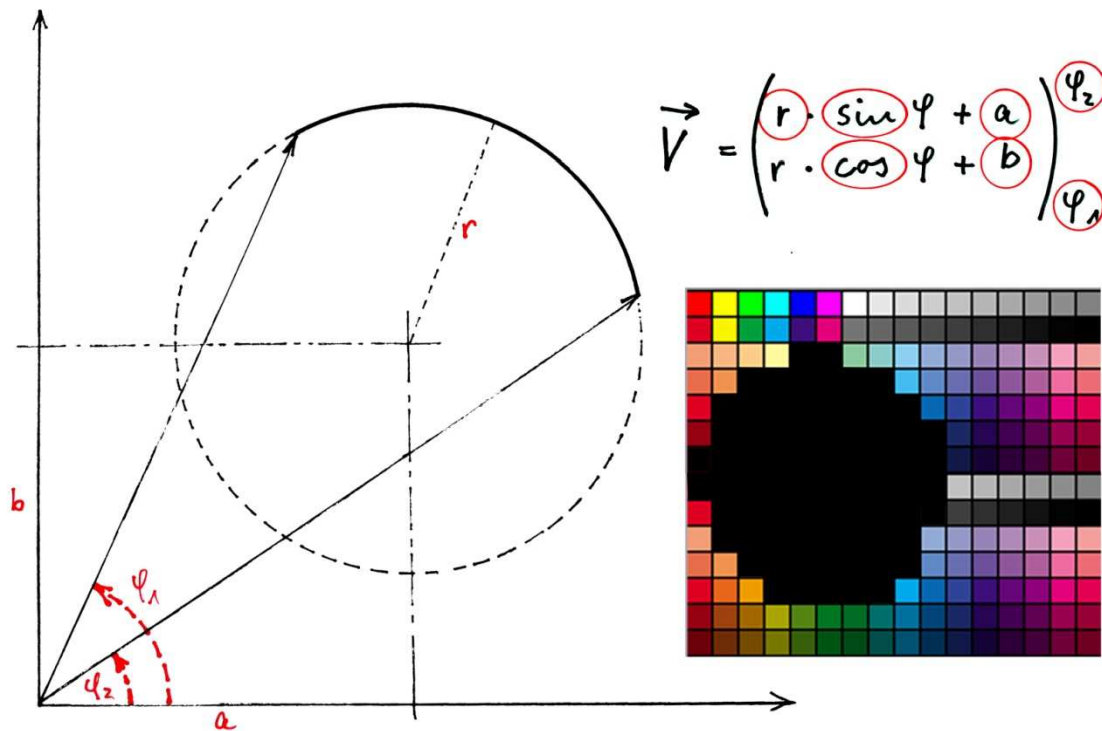 V = ( r · sin φ + a ) φ2
r · cos φ + b φ1
r
b
φ1
φ2
a